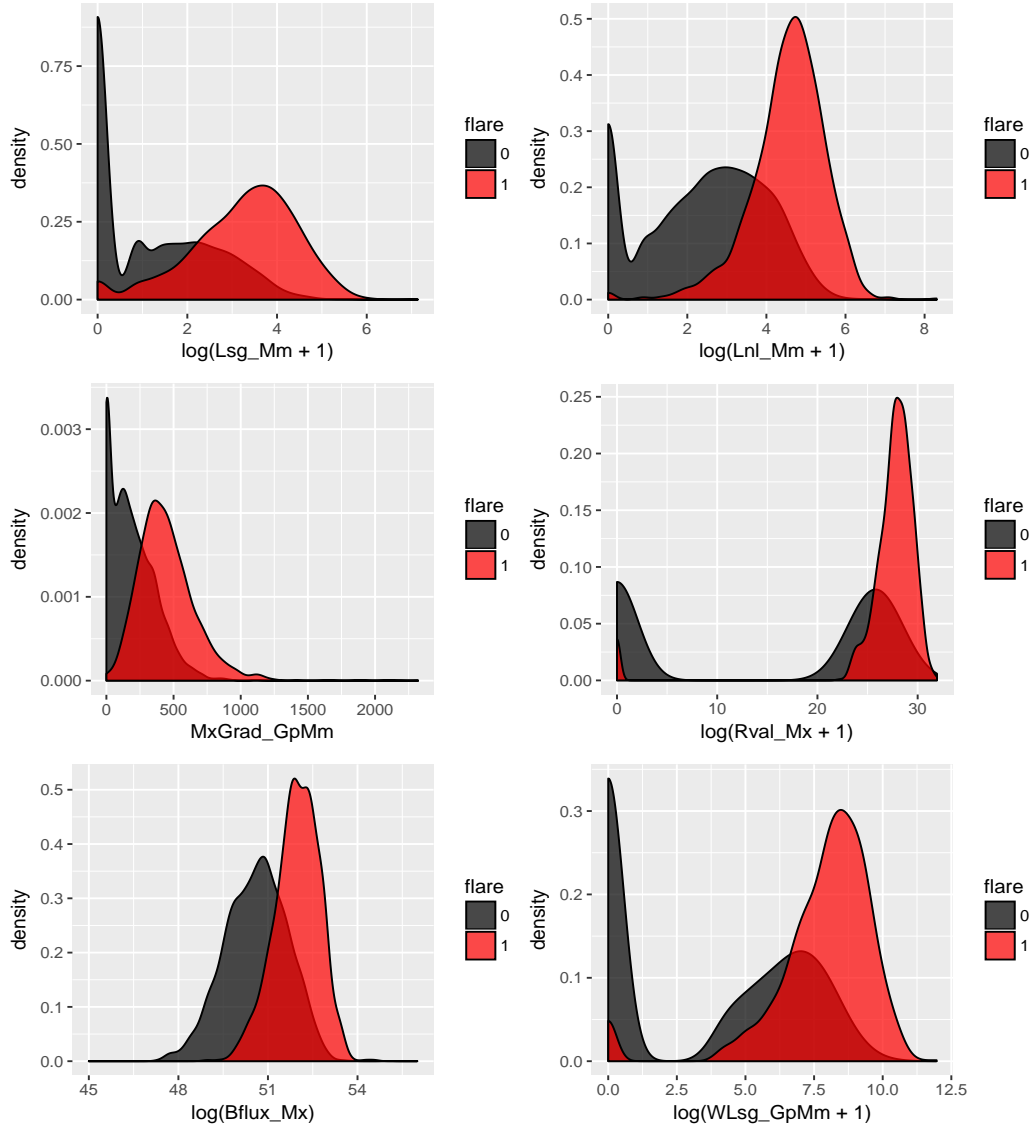 0.75
0.50
0.25
0.00
density
0 2 4 6
log(Lsg_Mm + 1)
flare
0
1
0.5
0.4
0.3
0.2
0.1
0.0
density
0 2 4 6 8
log(Lnl_Mm + 1)
flare
0
1
0.003
0.002
0.001
0.000
density
0 500 1000 1500 2000
MxGrad_GpMm
flare
0
1
0.25
0.20
0.15
0.10
0.05
0.00
density
0 10 20 30
log(Rval_Mx + 1)
flare
0
1
0.5
0.4
0.3
0.2
0.1
0.0
density
45 48 51 54
log(Bflux_Mx)
flare
0
1
0.3
0.2
0.1
0.0
density
0.0 2.5 5.0 7.5 10.0 12.5
log(WLsg_GpMm + 1)
flare
0
1